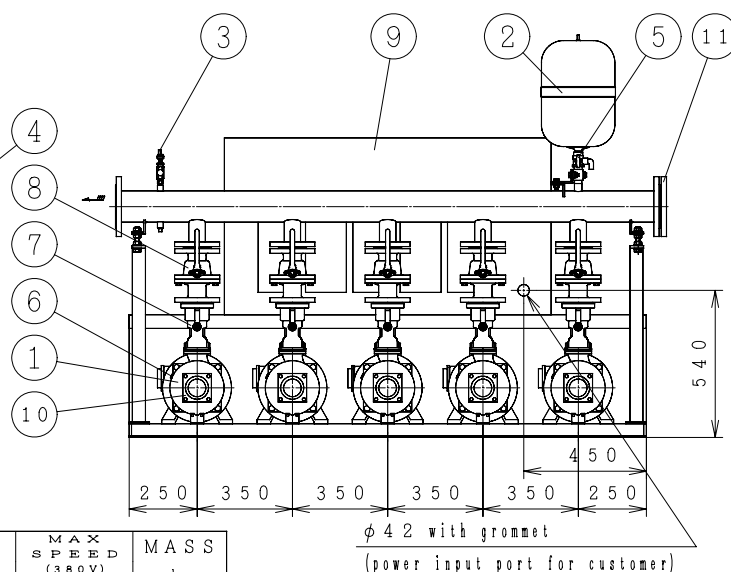 3
9
2
5
11
4
8
7
6
1
10
540
450
250 350 350 350 350 250
φ42 with grommet
(power input port for customer)
MAX
SPEED
(380V)
MASS